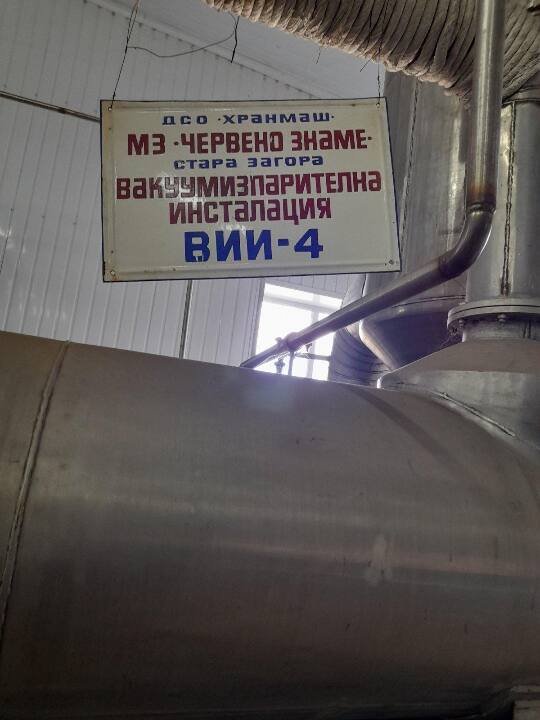 ДСО •ХРАНМАШ•
МЗ •ЧЕРВЕНО ЗНАМЕ•
СТАРА ЗАГОРА
ВАКУУМИЗПАРИТЕЛНА
ИНСТАЛАЦИЯ
ВИИ-4